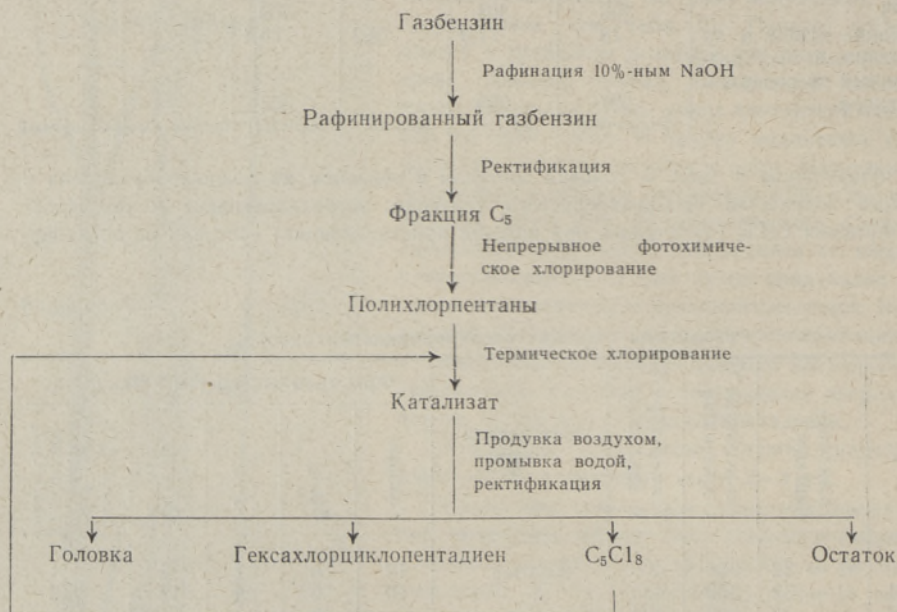 Газбензин
Рафинация 10%-ным NaOH
Рафинированный газбензин
Ректификация
Фракция C₅
Непрерывное фотохимиче-
ское хлорирование
Полихлорпентаны
Термическое хлорирование
Катализат
Продувка воздухом,
промывка водой,
ректификация
Головка Гексахлорциклопентадиен C₅Cl₈ Остаток